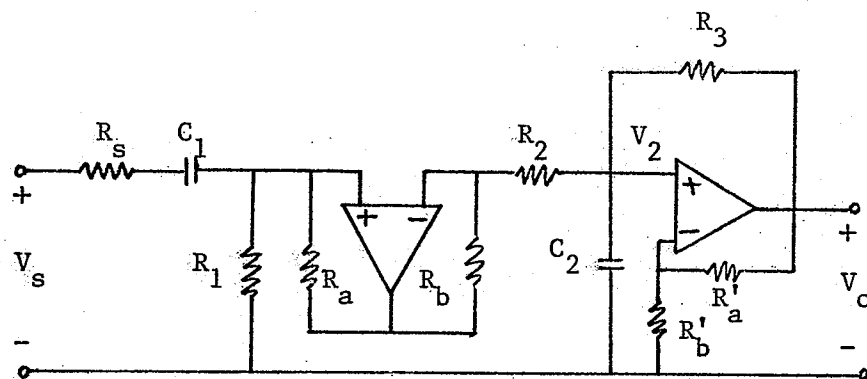 R3
Rs
C1
R2
V2
+
+
-
+
+
-
Vs
R1
Ra
Rb
C2
R'a
Vo
-
R'b
-